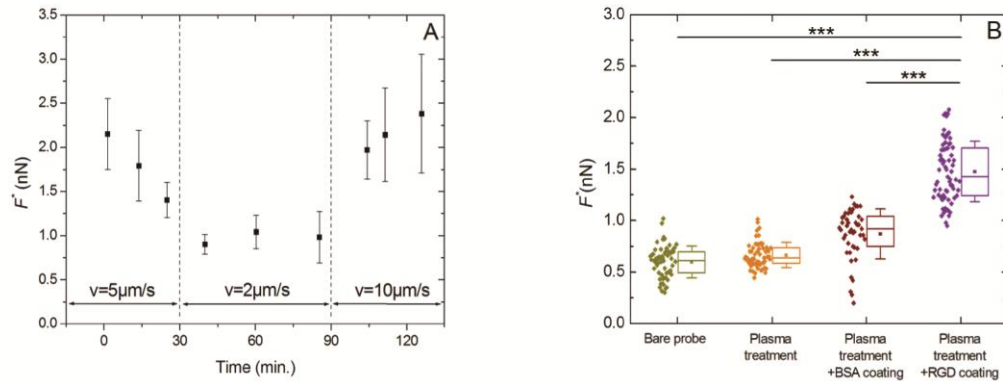 A
3.5
3.0
2.5
2.0
1.5
1.0
0.5
0.0
F* (nN)
v=5μm/s
v=2μm/s
v=10μm/s
0
30
60
90
120
Time (min.)
B
3.0
2.5
2.0
1.5
1.0
0.5
0.0
F* (nN)
***
***
***
Bare probe
Plasma
treatment
Plasma
treatment
+BSA coating
Plasma
treatment
+RGD coating